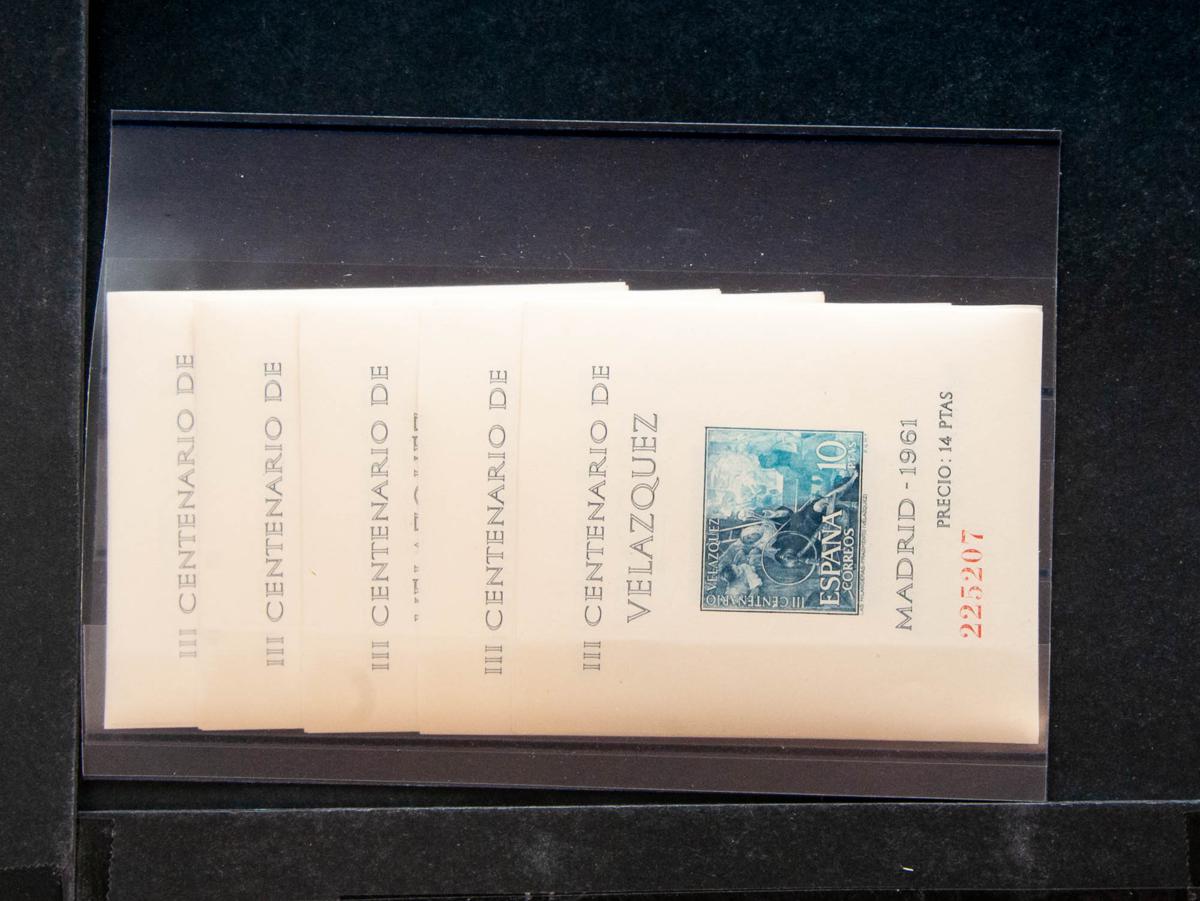 III CENTENARIO DE
III CENTENARIO DE
III CENTENARIO DE
III CENTENARIO DE
III CENTENARIO DE
VELAZQUEZ
III CENTENARIO
VELAZQUEZ
10
PTAS
ESPAÑA
CORREOS
MADRID - 1961
PRECIO: 14 PTAS
225207